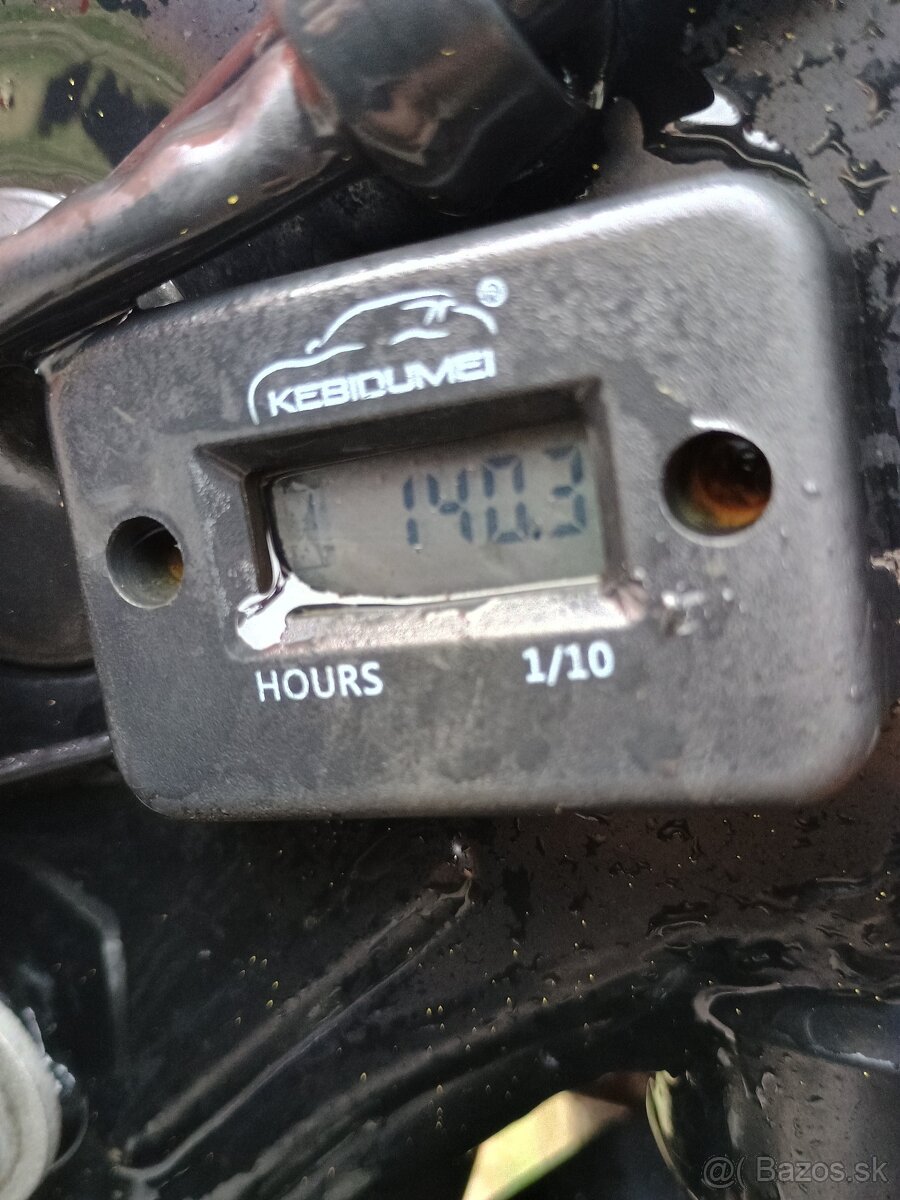 KEBIDUMEI
140.3
HOURS 1/10
@( Bazos.sk